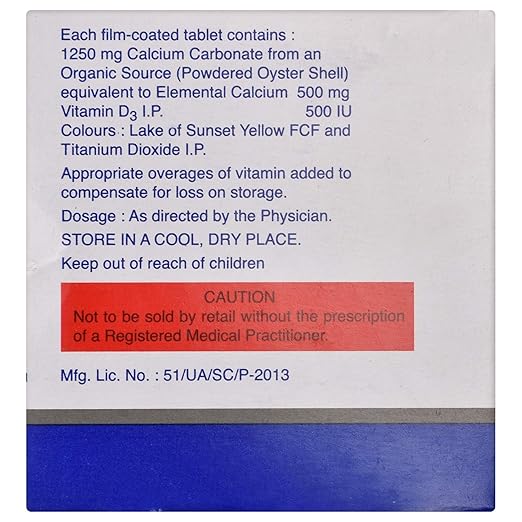 Each film-coated tablet contains :
1250 mg Calcium Carbonate from an
Organic Source (Powdered Oyster Shell)
equivalent to Elemental Calcium 500 mg
Vitamin D3 I.P. 500 IU
Colours : Lake of Sunset Yellow FCF and
Titanium Dioxide I.P.
Appropriate overages of vitamin added to
compensate for loss on storage.
Dosage : As directed by the Physician.
STORE IN A COOL, DRY PLACE.
Keep out of reach of children
CAUTION
Not to be sold by retail without the prescription
of a Registered Medical Practitioner.
Mfg. Lic. No. : 51/UA/SC/P-2013